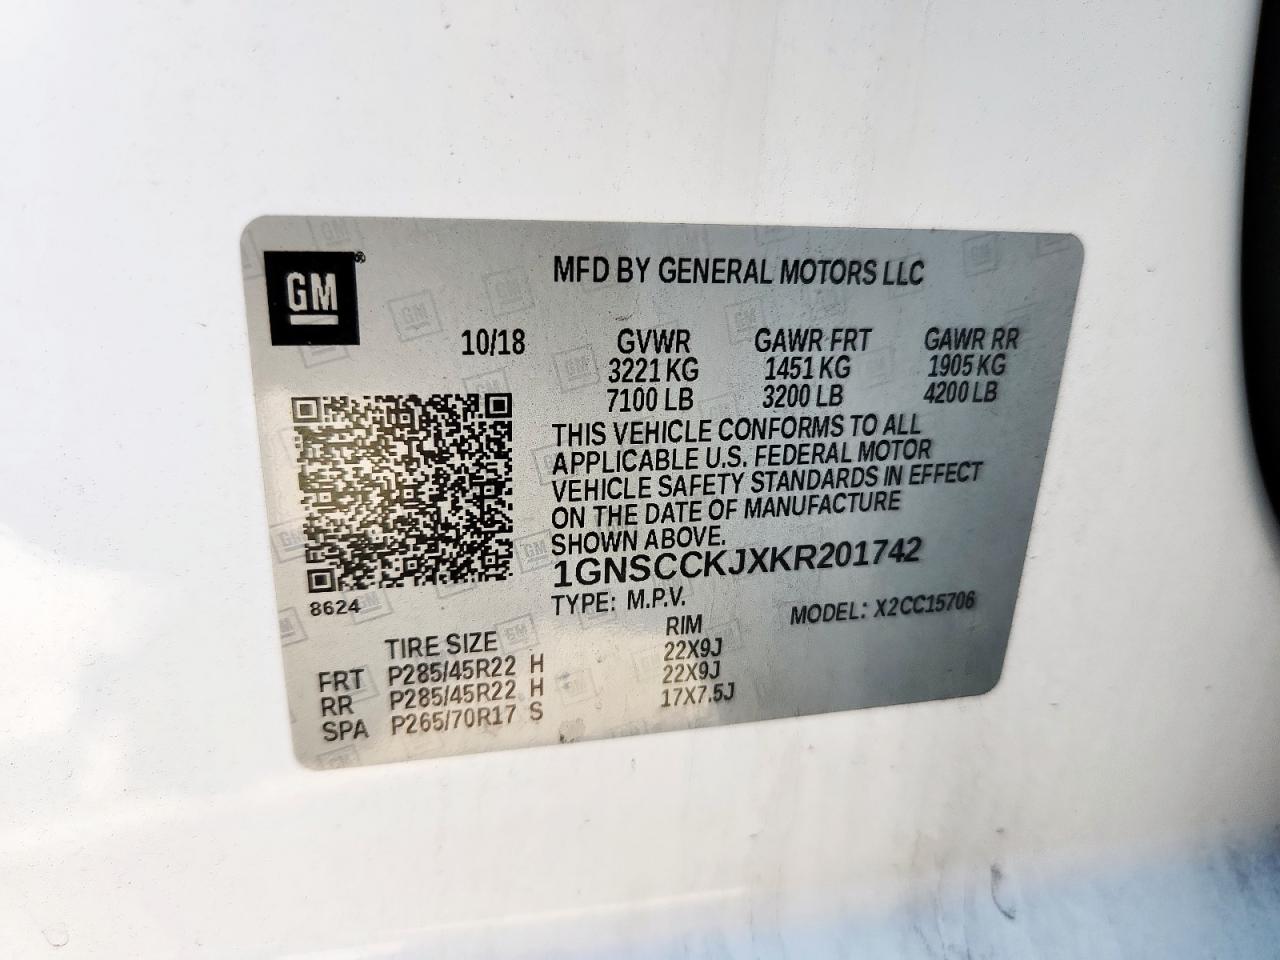 GM®
MFD BY GENERAL MOTORS LLC
10/18 GVWR GAWR FRT GAWR RR
3221 KG 1451 KG 1905 KG
7100 LB 3200 LB 4200 LB
THIS VEHICLE CONFORMS TO ALL
APPLICABLE U.S. FEDERAL MOTOR
VEHICLE SAFETY STANDARDS IN EFFECT
ON THE DATE OF MANUFACTURE
SHOWN ABOVE.
1GNSCCKJXKR201742
8624
TYPE: M.P.V. MODEL: X2CC15706
TIRE SIZE RIM
FRT P285/45R22 H 22X9J
RR P285/45R22 H 22X9J
SPA P265/70R17 S 17X7.5J